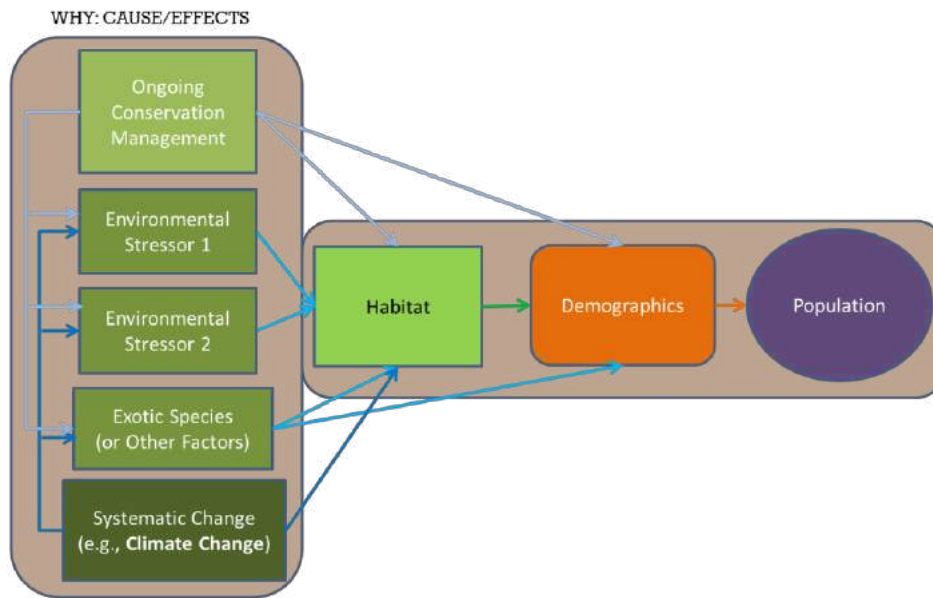 WHY: CAUSE/EFFECTS
Ongoing
Conservation
Management
Environmental
Stressor 1
Environmental
Stressor 2
Exotic Species
(or Other Factors)
Systematic Change
(e.g., Climate Change)
Habitat
Demographics
Population